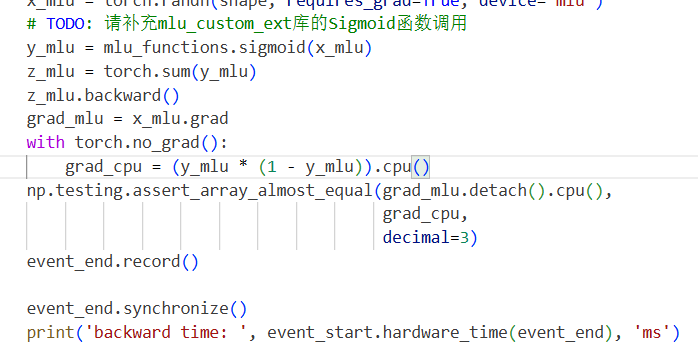 x_mlu = torch.randn(shape, requires_grad=True, device='mlu')
# TODO: 请补充mlu_custom_ext库的Sigmoid函数调用
y_mlu = mlu_functions.sigmoid(x_mlu)
z_mlu = torch.sum(y_mlu)
z_mlu.backward()
grad_mlu = x_mlu.grad
with torch.no_grad():
grad_cpu = (y_mlu * (1 - y_mlu)).cpu()
np.testing.assert_array_almost_equal(grad_mlu.detach().cpu(),
grad_cpu,
decimal=3)
event_end.record()
event_end.synchronize()
print('backward time: ', event_start.hardware_time(event_end), 'ms')